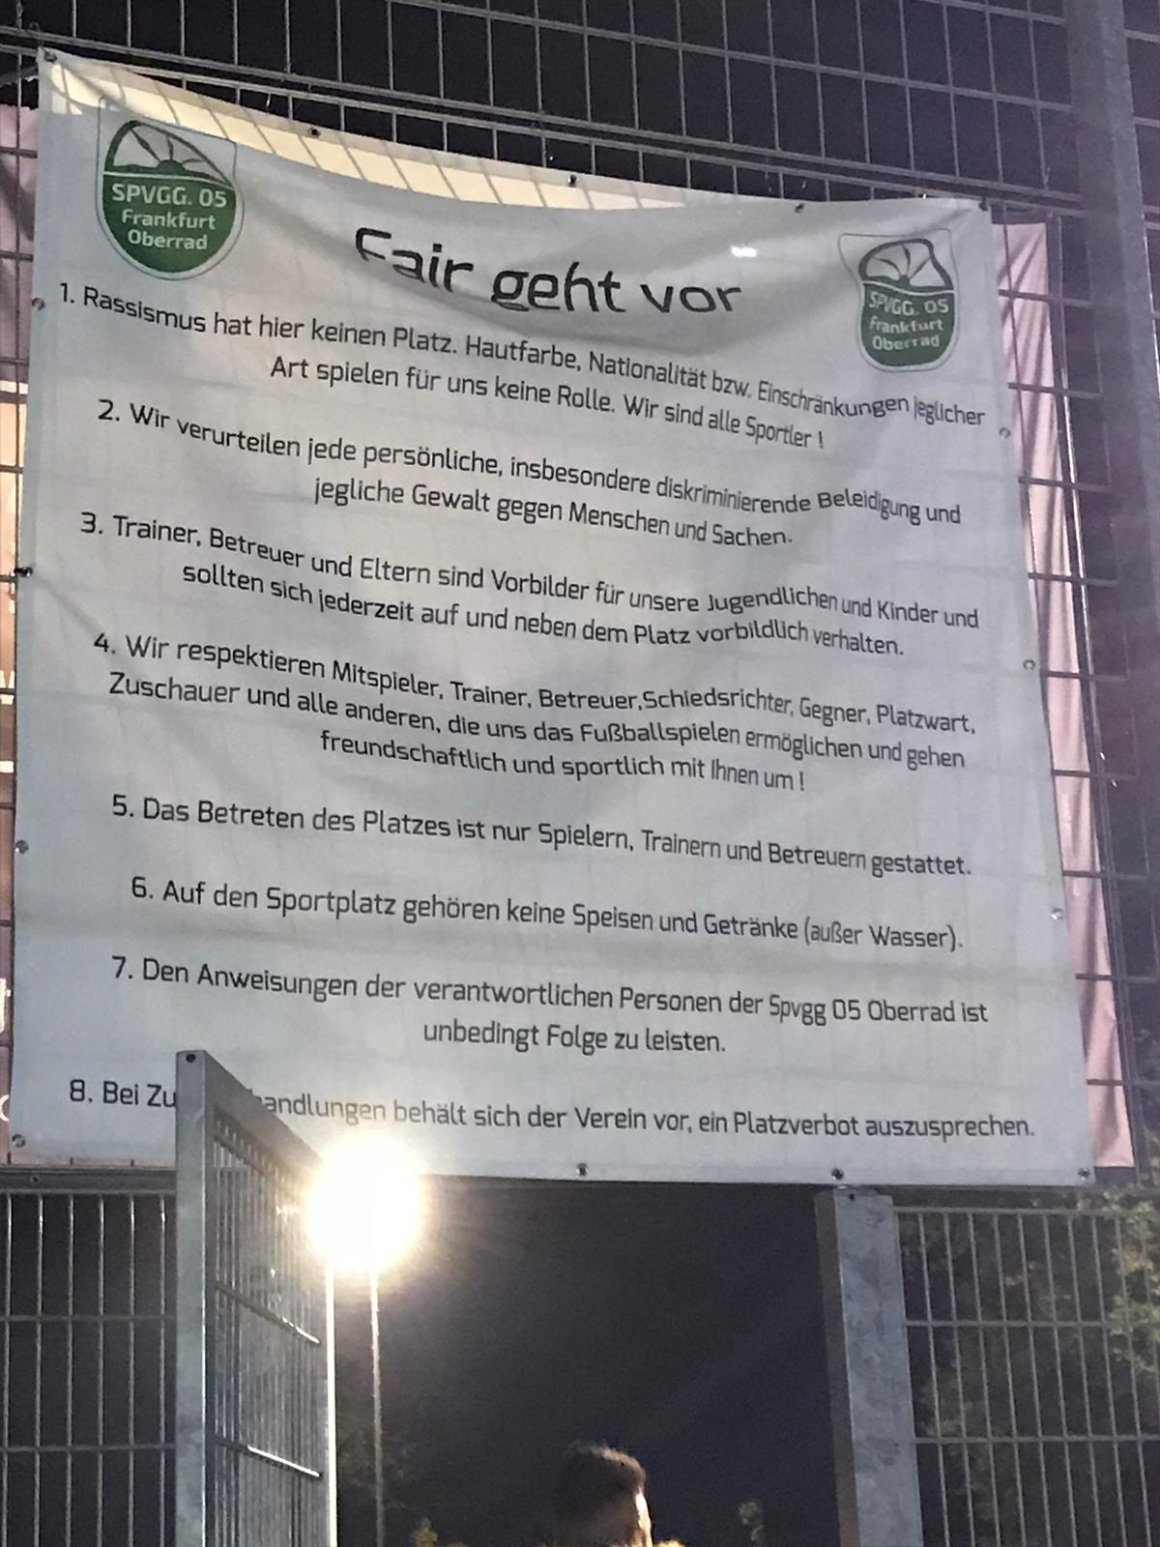 SPVGG. 05
Frankfurt
Oberrad
Fair geht vor
SPVGG. 05
Frankfurt
Oberrad
1. Rassismus hat hier keinen Platz. Hautfarbe, Nationalität bzw. Einschränkungen jeglicher
Art spielen für uns keine Rolle. Wir sind alle Sportler !
2. Wir verurteilen jede persönliche, insbesondere diskriminierende Beleidigung und
jegliche Gewalt gegen Menschen und Sachen.
3. Trainer, Betreuer und Eltern sind Vorbilder für unsere Jugendlichen und Kinder und
sollten sich jederzeit auf und neben dem Platz vorbildlich verhalten.
4. Wir respektieren Mitspieler, Trainer, Betreuer,Schiedsrichter, Gegner, Platzwart,
Zuschauer und alle anderen, die uns das Fußballspielen ermöglichen und gehen
freundschaftlich und sportlich mit Ihnen um !
5. Das Betreten des Platzes ist nur Spielern, Trainern und Betreuern gestattet.
6. Auf den Sportplatz gehören keine Speisen und Getränke (außer Wasser).
7. Den Anweisungen der verantwortlichen Personen der Spvgg 05 Oberrad ist
unbedingt Folge zu leisten.
8. Bei behält sich der Verein vor, ein Platzverbot auszusprechen.